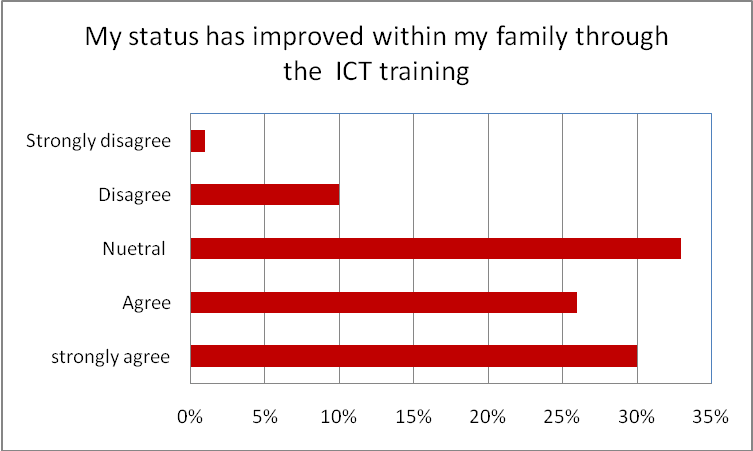 My status has improved within my family through
the ICT training
Strongly disagree
Disagree
Nuetral
Agree
strongly agree
0% 5% 10% 15% 20% 25% 30% 35%